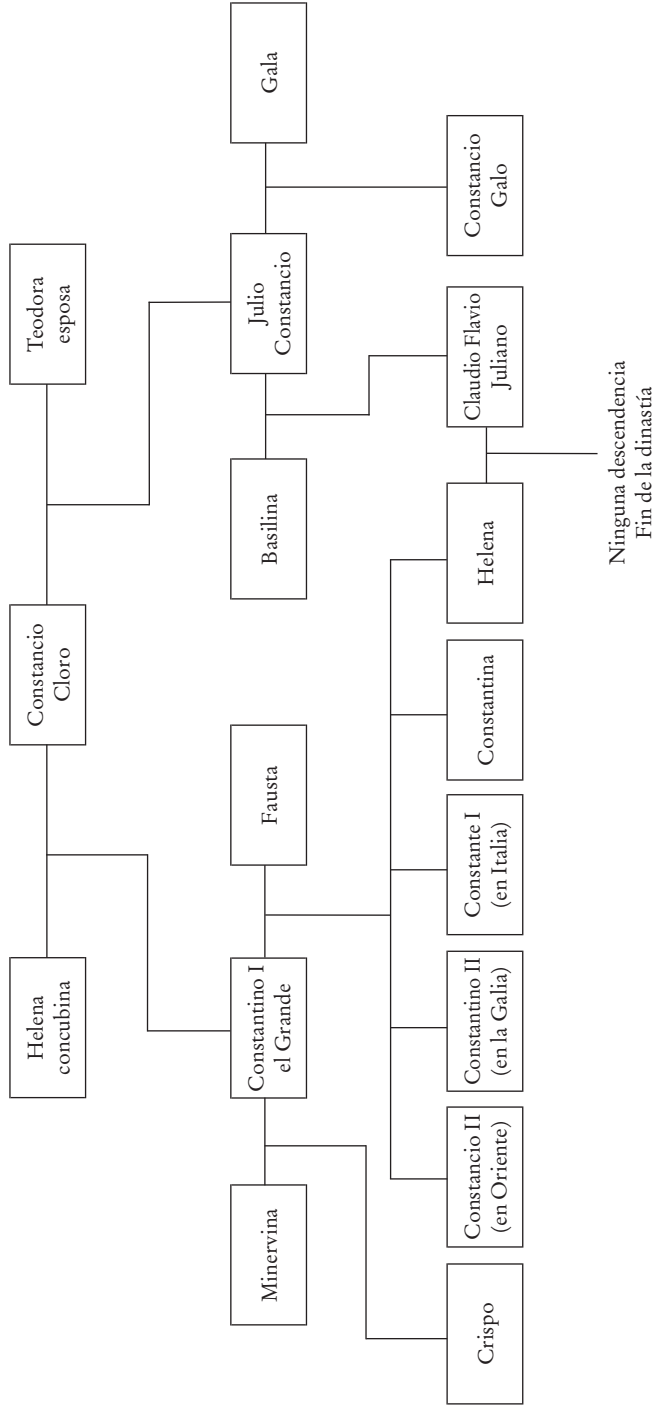 Helena
concubina
Constancio
Cloro
Teodora
esposa
Minervina
Constantino I
el Grande
Fausta
Basilina
Julio
Constancio
Gala
Crispo
Constancio II
(en Oriente)
Constantino II
(en la Galia)
Constante I
(en Italia)
Constantina
Helena
Claudio Flavio
Juliano
Constancio
Galo
Ninguna descendencia
Fin de la dinastía